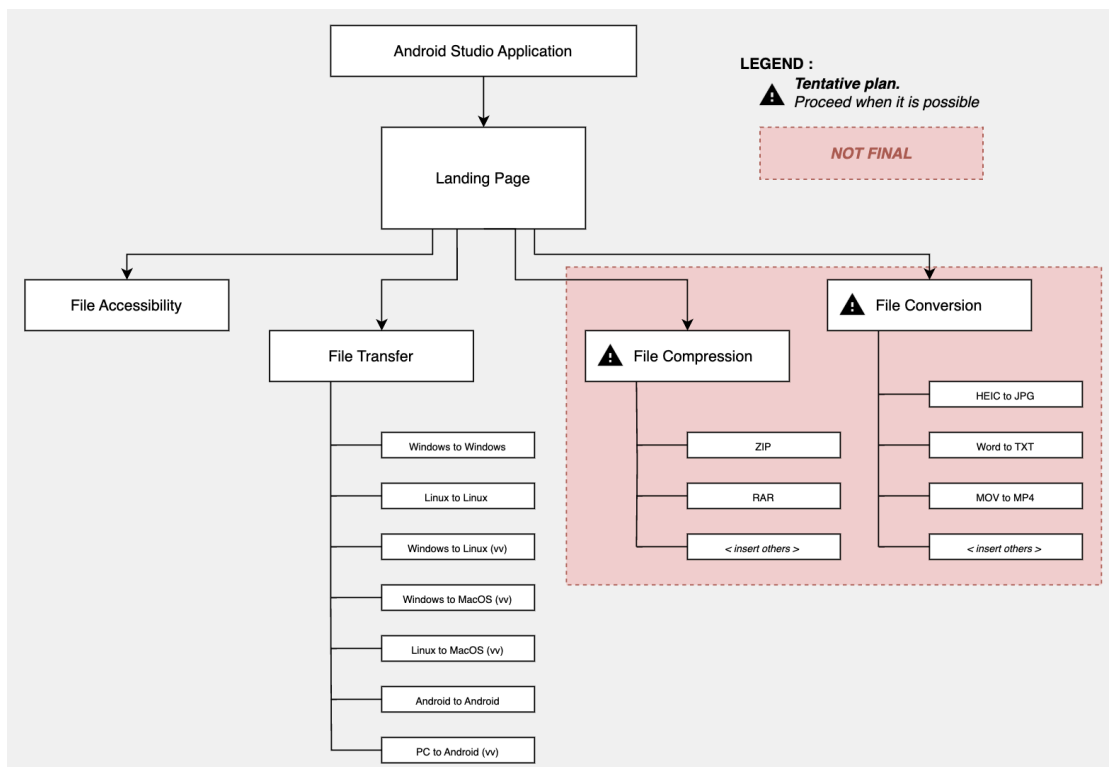 Android Studio Application
LEGEND :
Tentative plan.
Proceed when it is possible
NOT FINAL
Landing Page
File Accessibility
File Transfer
Windows to Windows
Linux to Linux
Windows to Linux (vv)
Windows to MacOS (vv)
Linux to MacOS (vv)
Android to Android
PC to Android (vv)
File Compression
ZIP
RAR
< insert others >
File Conversion
HEIC to JPG
Word to TXT
MOV to MP4
< insert others >